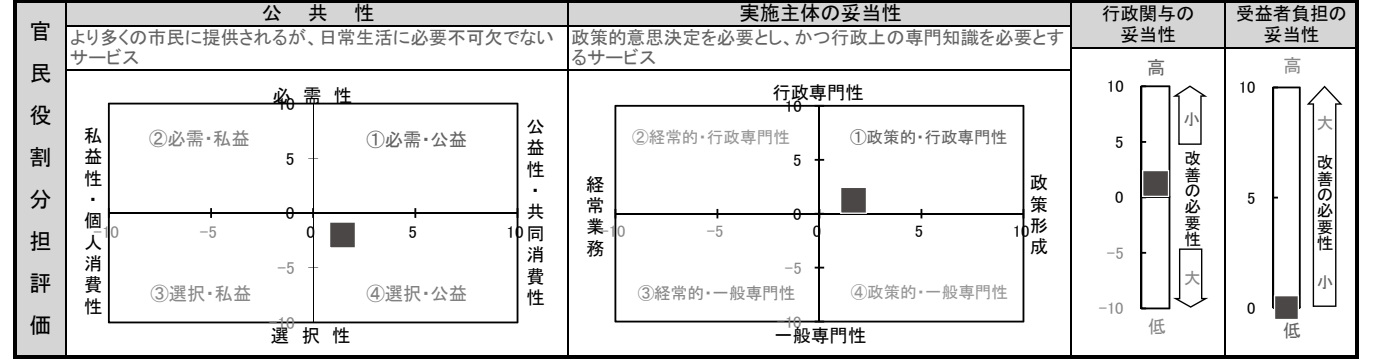 官民役割分担評価
公共性
より多くの市民に提供されるが、日常生活に必要不可欠でない
サービス
必需性
②必需・私益
①必需・公益
私益性・個人消費性
公益性・共同消費性
10
5
0
-5
-10
-10
-5
0
5
10
③選択・私益
④選択・公益
選択性
実施主体の妥当性
政策的意思決定を必要とし、かつ行政上の専門知識を必要とす
るサービス
行政専門性
②経常的・行政専門性
①政策的・行政専門性
経常業務
政策形成
10
5
0
-5
-10
-10
-5
0
5
10
③経常的・一般専門性
④政策的・一般専門性
一般専門性
行政関与の
妥当性
高
10
5
0
-5
-10
小
改善の必要性
大
低
受益者負担の
妥当性
高
10
5
0
大
改善の必要性
小
低